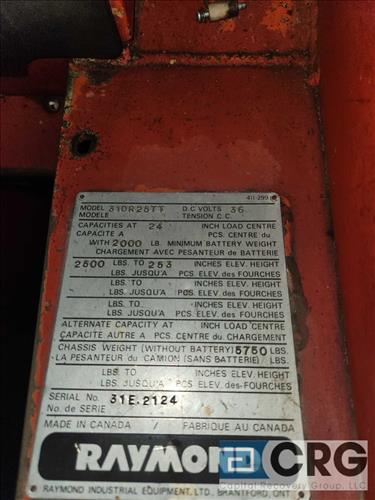 411-299
MODEL 31DR25TT D.C. VOLTS 36
MODELE TENSION C.C.
CAPACITIES AT 24 INCH LOAD CENTRE
CAPACITE A PCS. CENTRE du
WITH 2000 LB. MINIMUM BATTERY WEIGHT
CHARGEMENT AVEC PESANTEUR de BATTERIE
2500 LBS. TO 253 INCHES ELEV. HEIGHT
LBS. JUSQU'A PCS. ELEV. des FOURCHES
LBS. TO INCHES ELEV. HEIGHT
LBS. JUSQU'A PCS. ELEV. des FOURCHES
LBS. TO INCHES ELEV. HEIGHT
LBS. JUSQU'A PCS. ELEV. des FOURCHES
ALTERNATE CAPACITY AT INCH LOAD CENTRE
CAPACITE AUTRE A PCS. CENTRE du CHARGEMENT
CHASSIS WEIGHT (WITHOUT BATTERY) 5750 LBS.
LA PESANTEUR du CAMION (SANS BATTERIE) LBS.
LBS. TO INCHES ELEV. HEIGHT
LBS. JUSQU'A PCS. ELEV. des FOURCHES
SERIAL No. 31E.2124
No. de SERIE
MADE IN CANADA / FABRIQUE AU CANADA
RAYMOND
CRG
Capital Recovery Group, LLC
RAYMOND INDUSTRIAL EQUIPMENT, LTD., BRANTFORD, ONT.